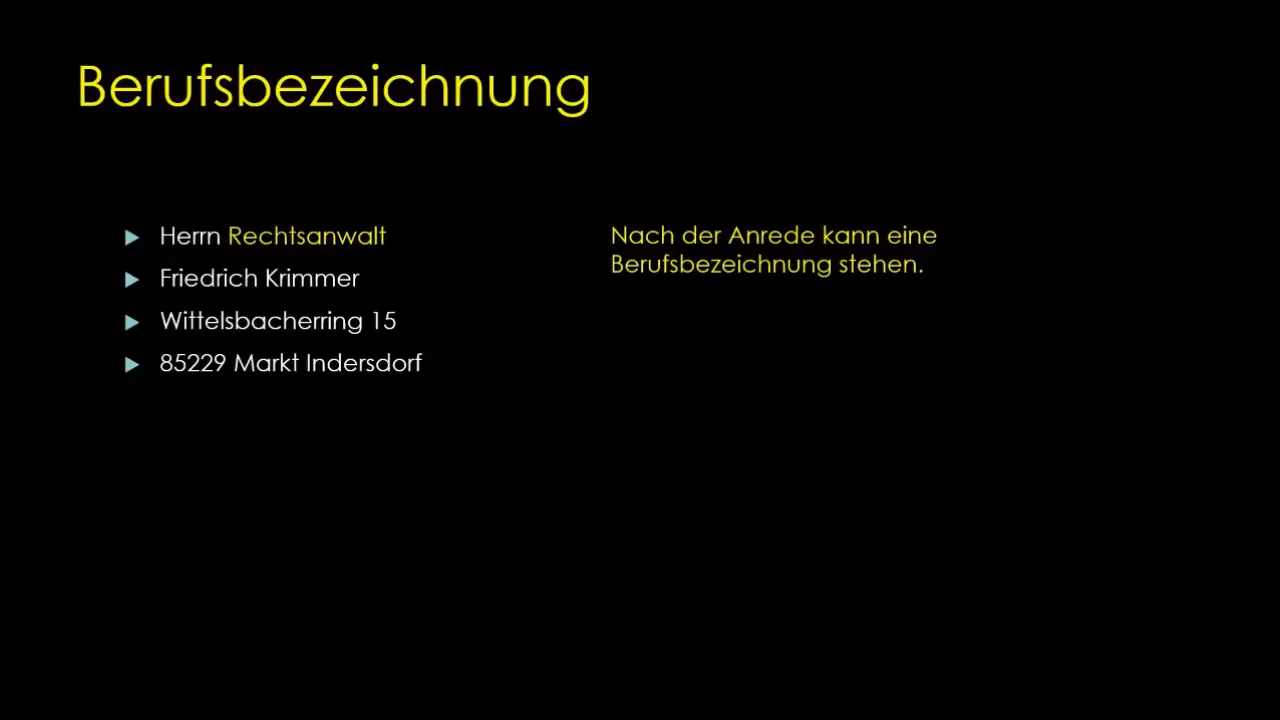 Berufsbezeichnung
Herrn Rechtsanwalt
Friedrich Krimmer
Wittelsbacherring 15
85229 Markt Indersdorf
Nach der Anrede kann eine
Berufsbezeichnung stehen.